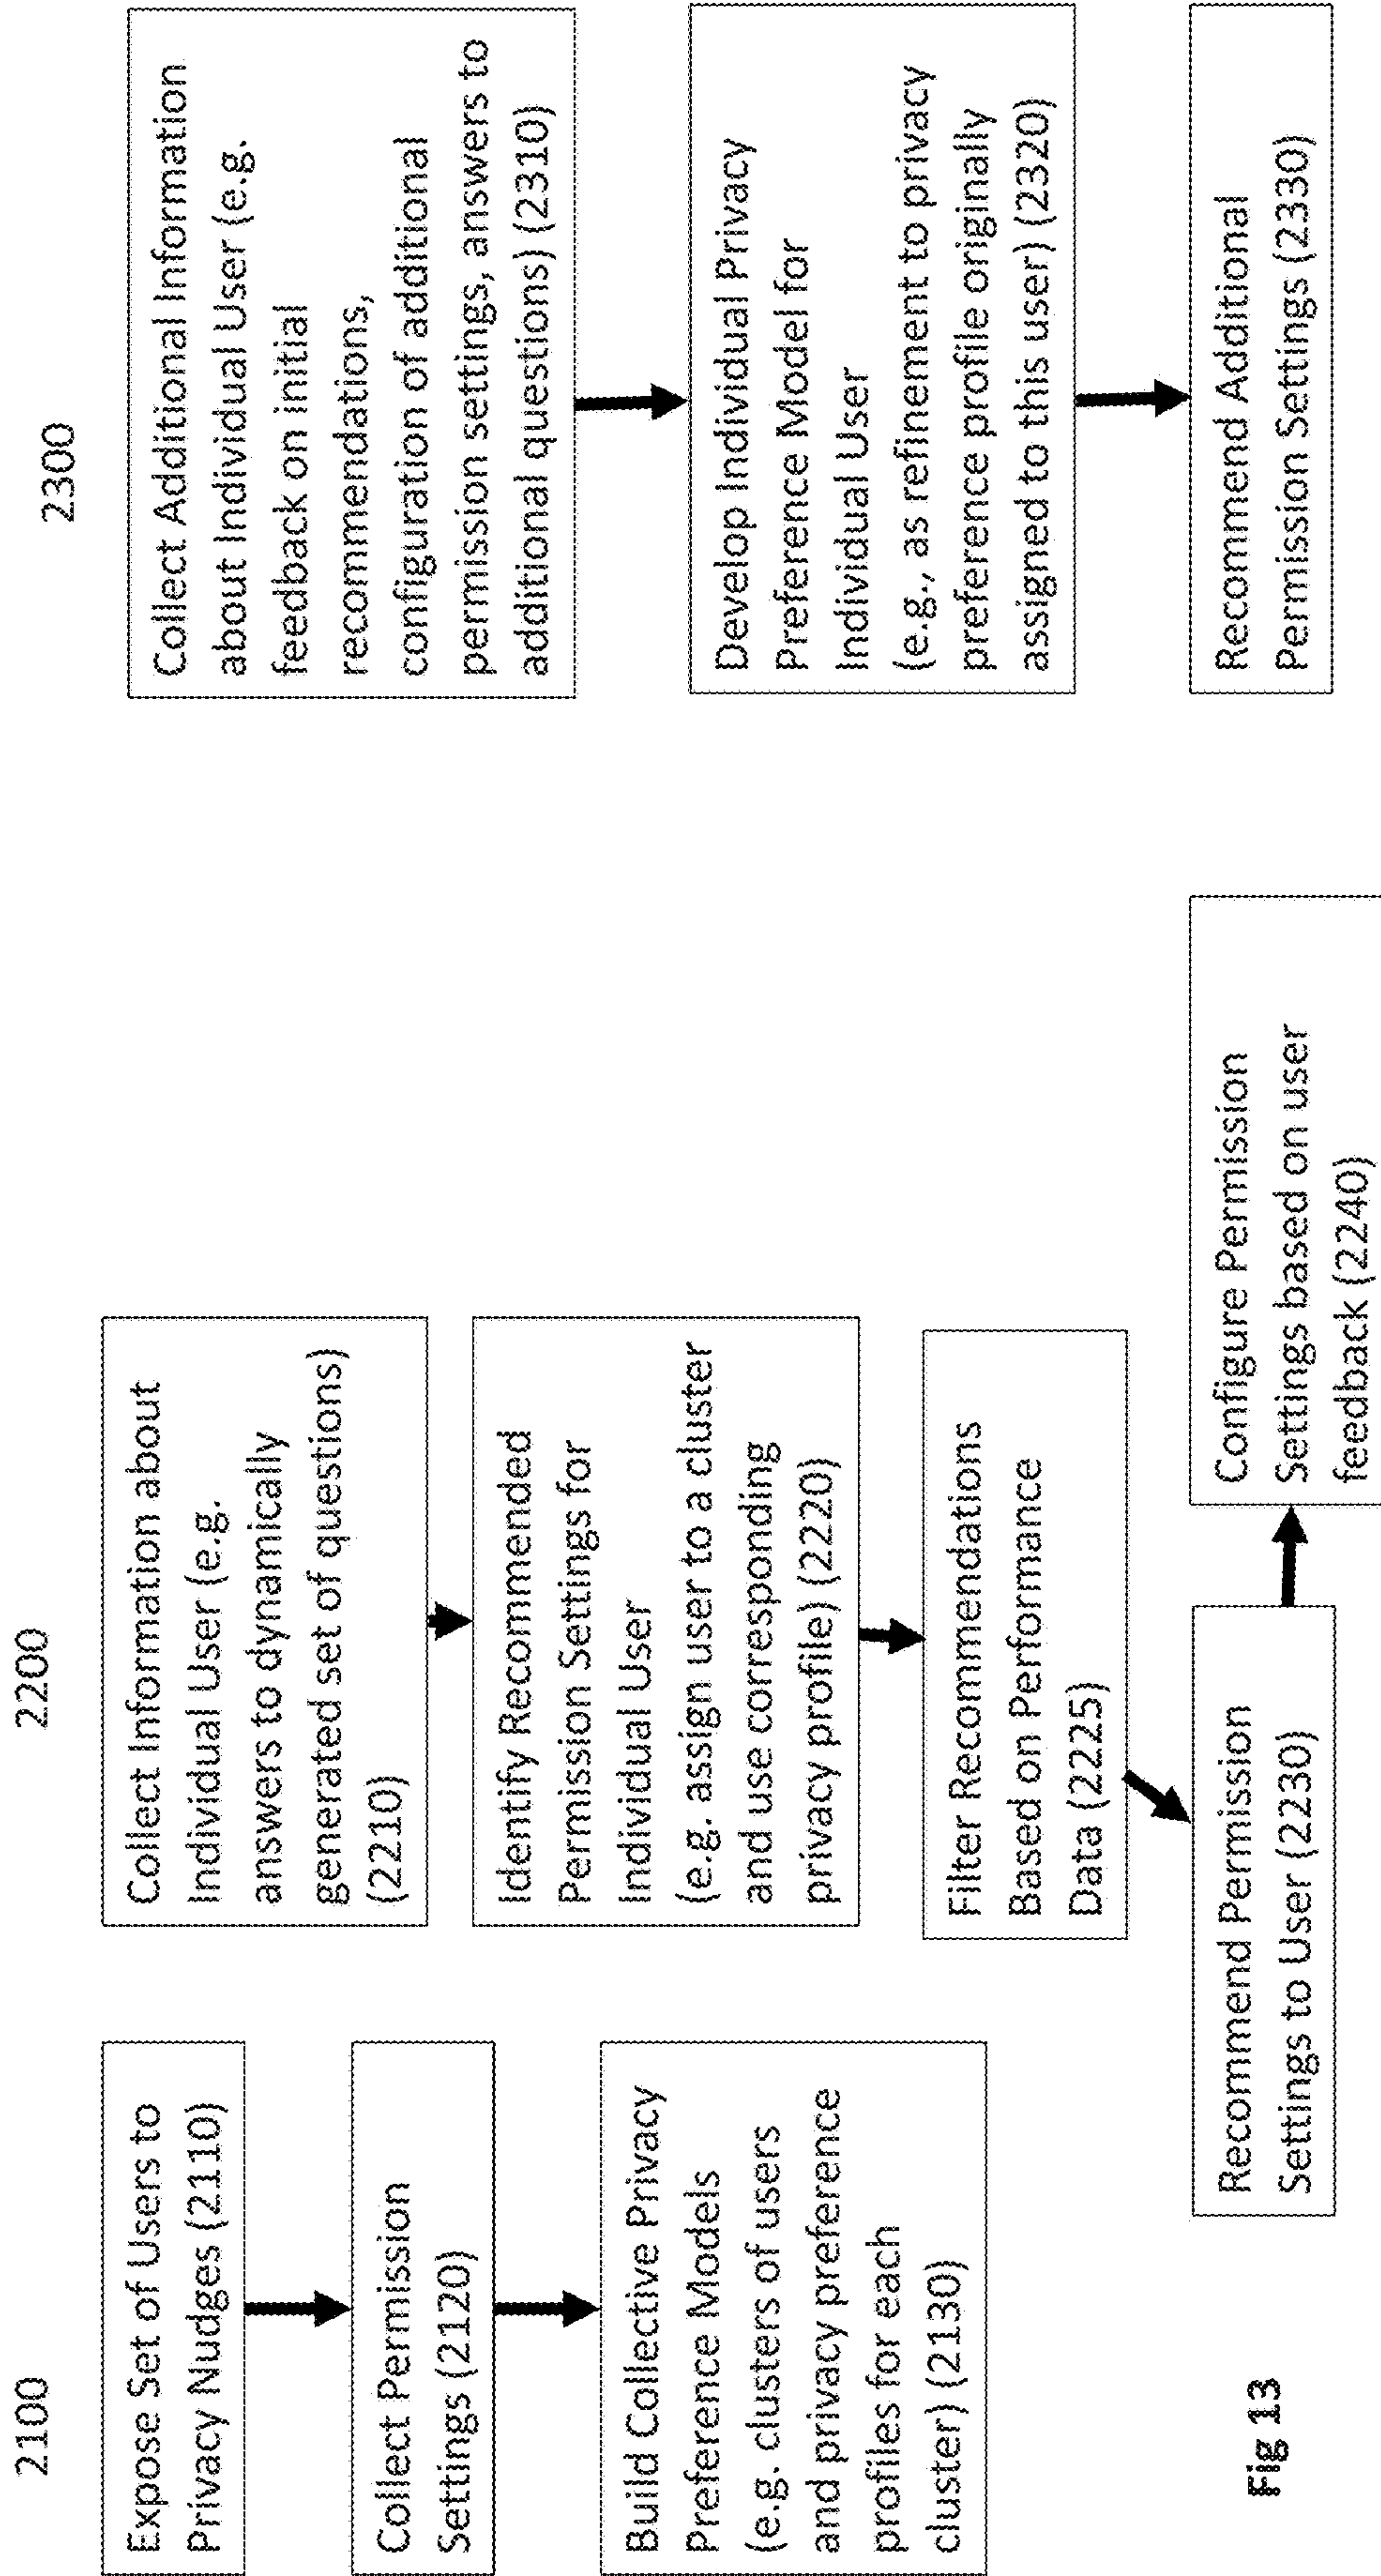 2100
Expose Set of Users to
Privacy Nudges (2110)
Collect Permission
Settings (2120)
Build Collective Privacy
Preference Models
(e.g. clusters of users
and privacy preference
profiles for each
cluster) (2130)
2200
Collect Information about
Individual User (e.g.
answers to dynamically
generated set of questions)
(2210)
Identify Recommended
Permission Settings for
Individual User
(e.g. assign user to a cluster
and use corresponding
privacy profile) (2220)
Filter Recommendations
Based on Performance
Data (2225)
Recommend Permission
Settings to User (2230)
Configure Permission
Settings based on user
feedback (2240)
2300
Collect Additional Information
about Individual User (e.g.
feedback on initial
recommendations,
configuration of additional
permission settings, answers to
additional questions) (2310)
Develop Individual Privacy
Preference Model for
Individual User
(e.g., as refinement to privacy
preference profile originally
assigned to this user) (2320)
Recommend Additional
Permission Settings (2330)
Fig 13